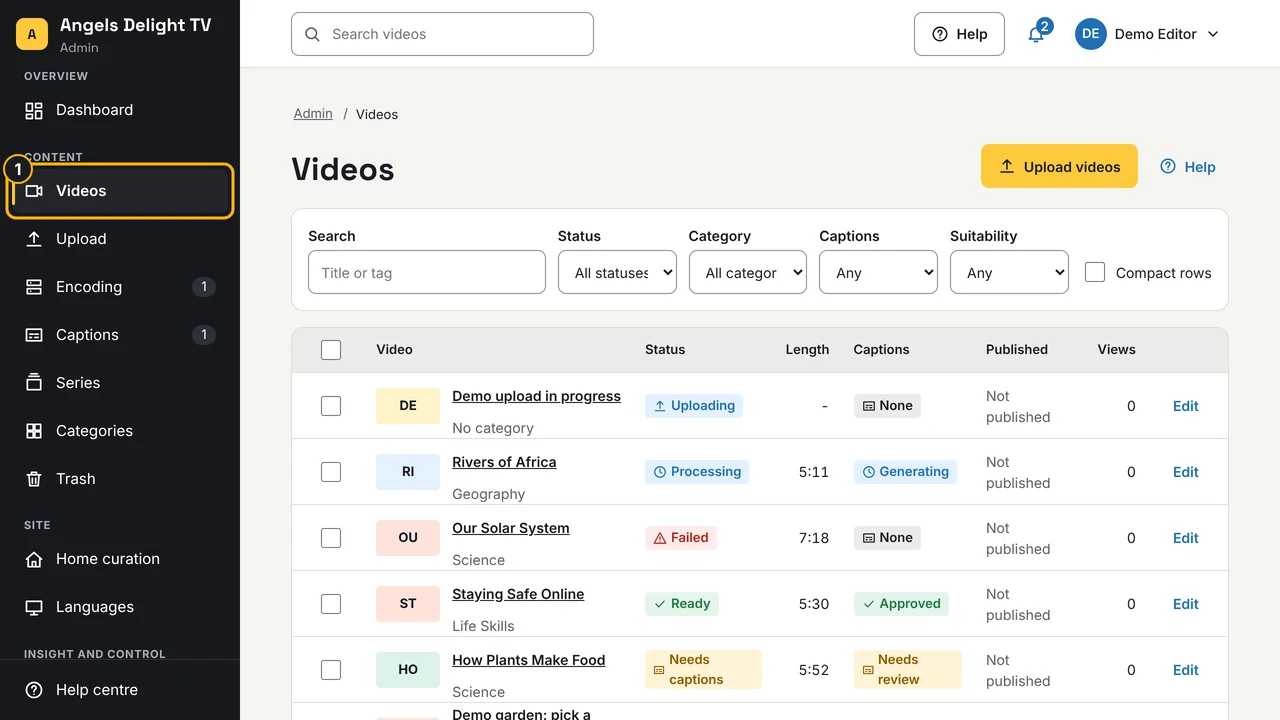 A
Angels Delight TV
Admin
OVERVIEW
Dashboard
CONTENT
1
Videos
Upload
Encoding 1
Captions 1
Series
Categories
Trash
SITE
Home curation
Languages
INSIGHT AND CONTROL
Help centre
Search videos
Help
2
DE Demo Editor
Admin / Videos
Videos
Upload videos
Help
Search Status Category Captions Suitability
Title or tag All statuses All categor Any Any Compact rows
Video Status Length Captions Published Views
DE Demo upload in progress Uploading - None Not published 0 Edit
No category
RI Rivers of Africa Processing 5:11 Generating Not published 0 Edit
Geography
OU Our Solar System Failed 7:18 None Not published 0 Edit
Science
ST Staying Safe Online Ready 5:30 Approved Not published 0 Edit
Life Skills
HO How Plants Make Food Needs captions 5:52 Needs review Not published 0 Edit
Science
Demo garden: pick a